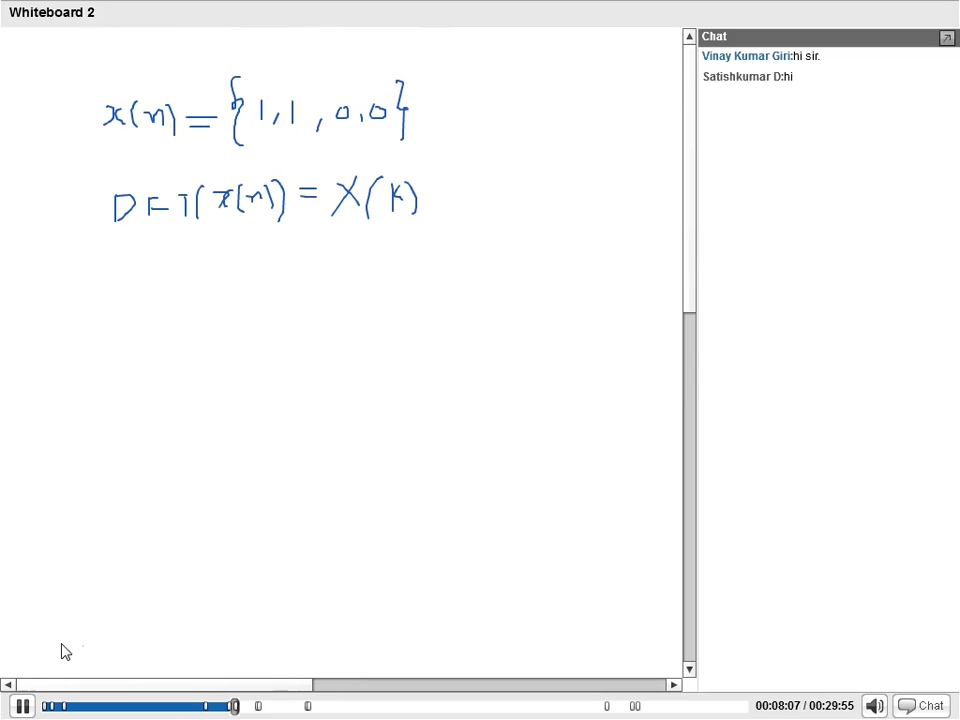 Whiteboard 2
Chat
Vinay Kumar Giri:hi sir.
Satishkumar D:hi
x(n) = {1,1,0,0}
DFT(x(n)) = X(k)
00:08:07 / 00:29:55
Chat